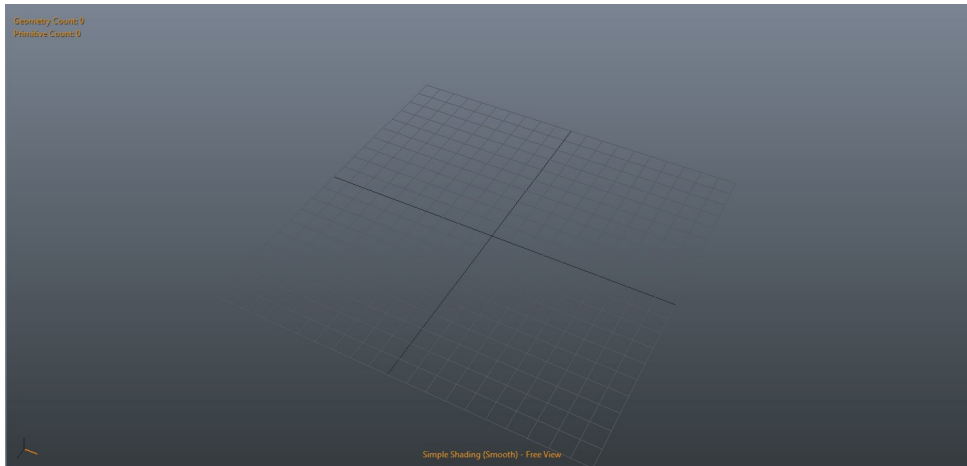 Geometry Count: 0
Primitive Count: 0
Simple Shading (Smooth) - Free View